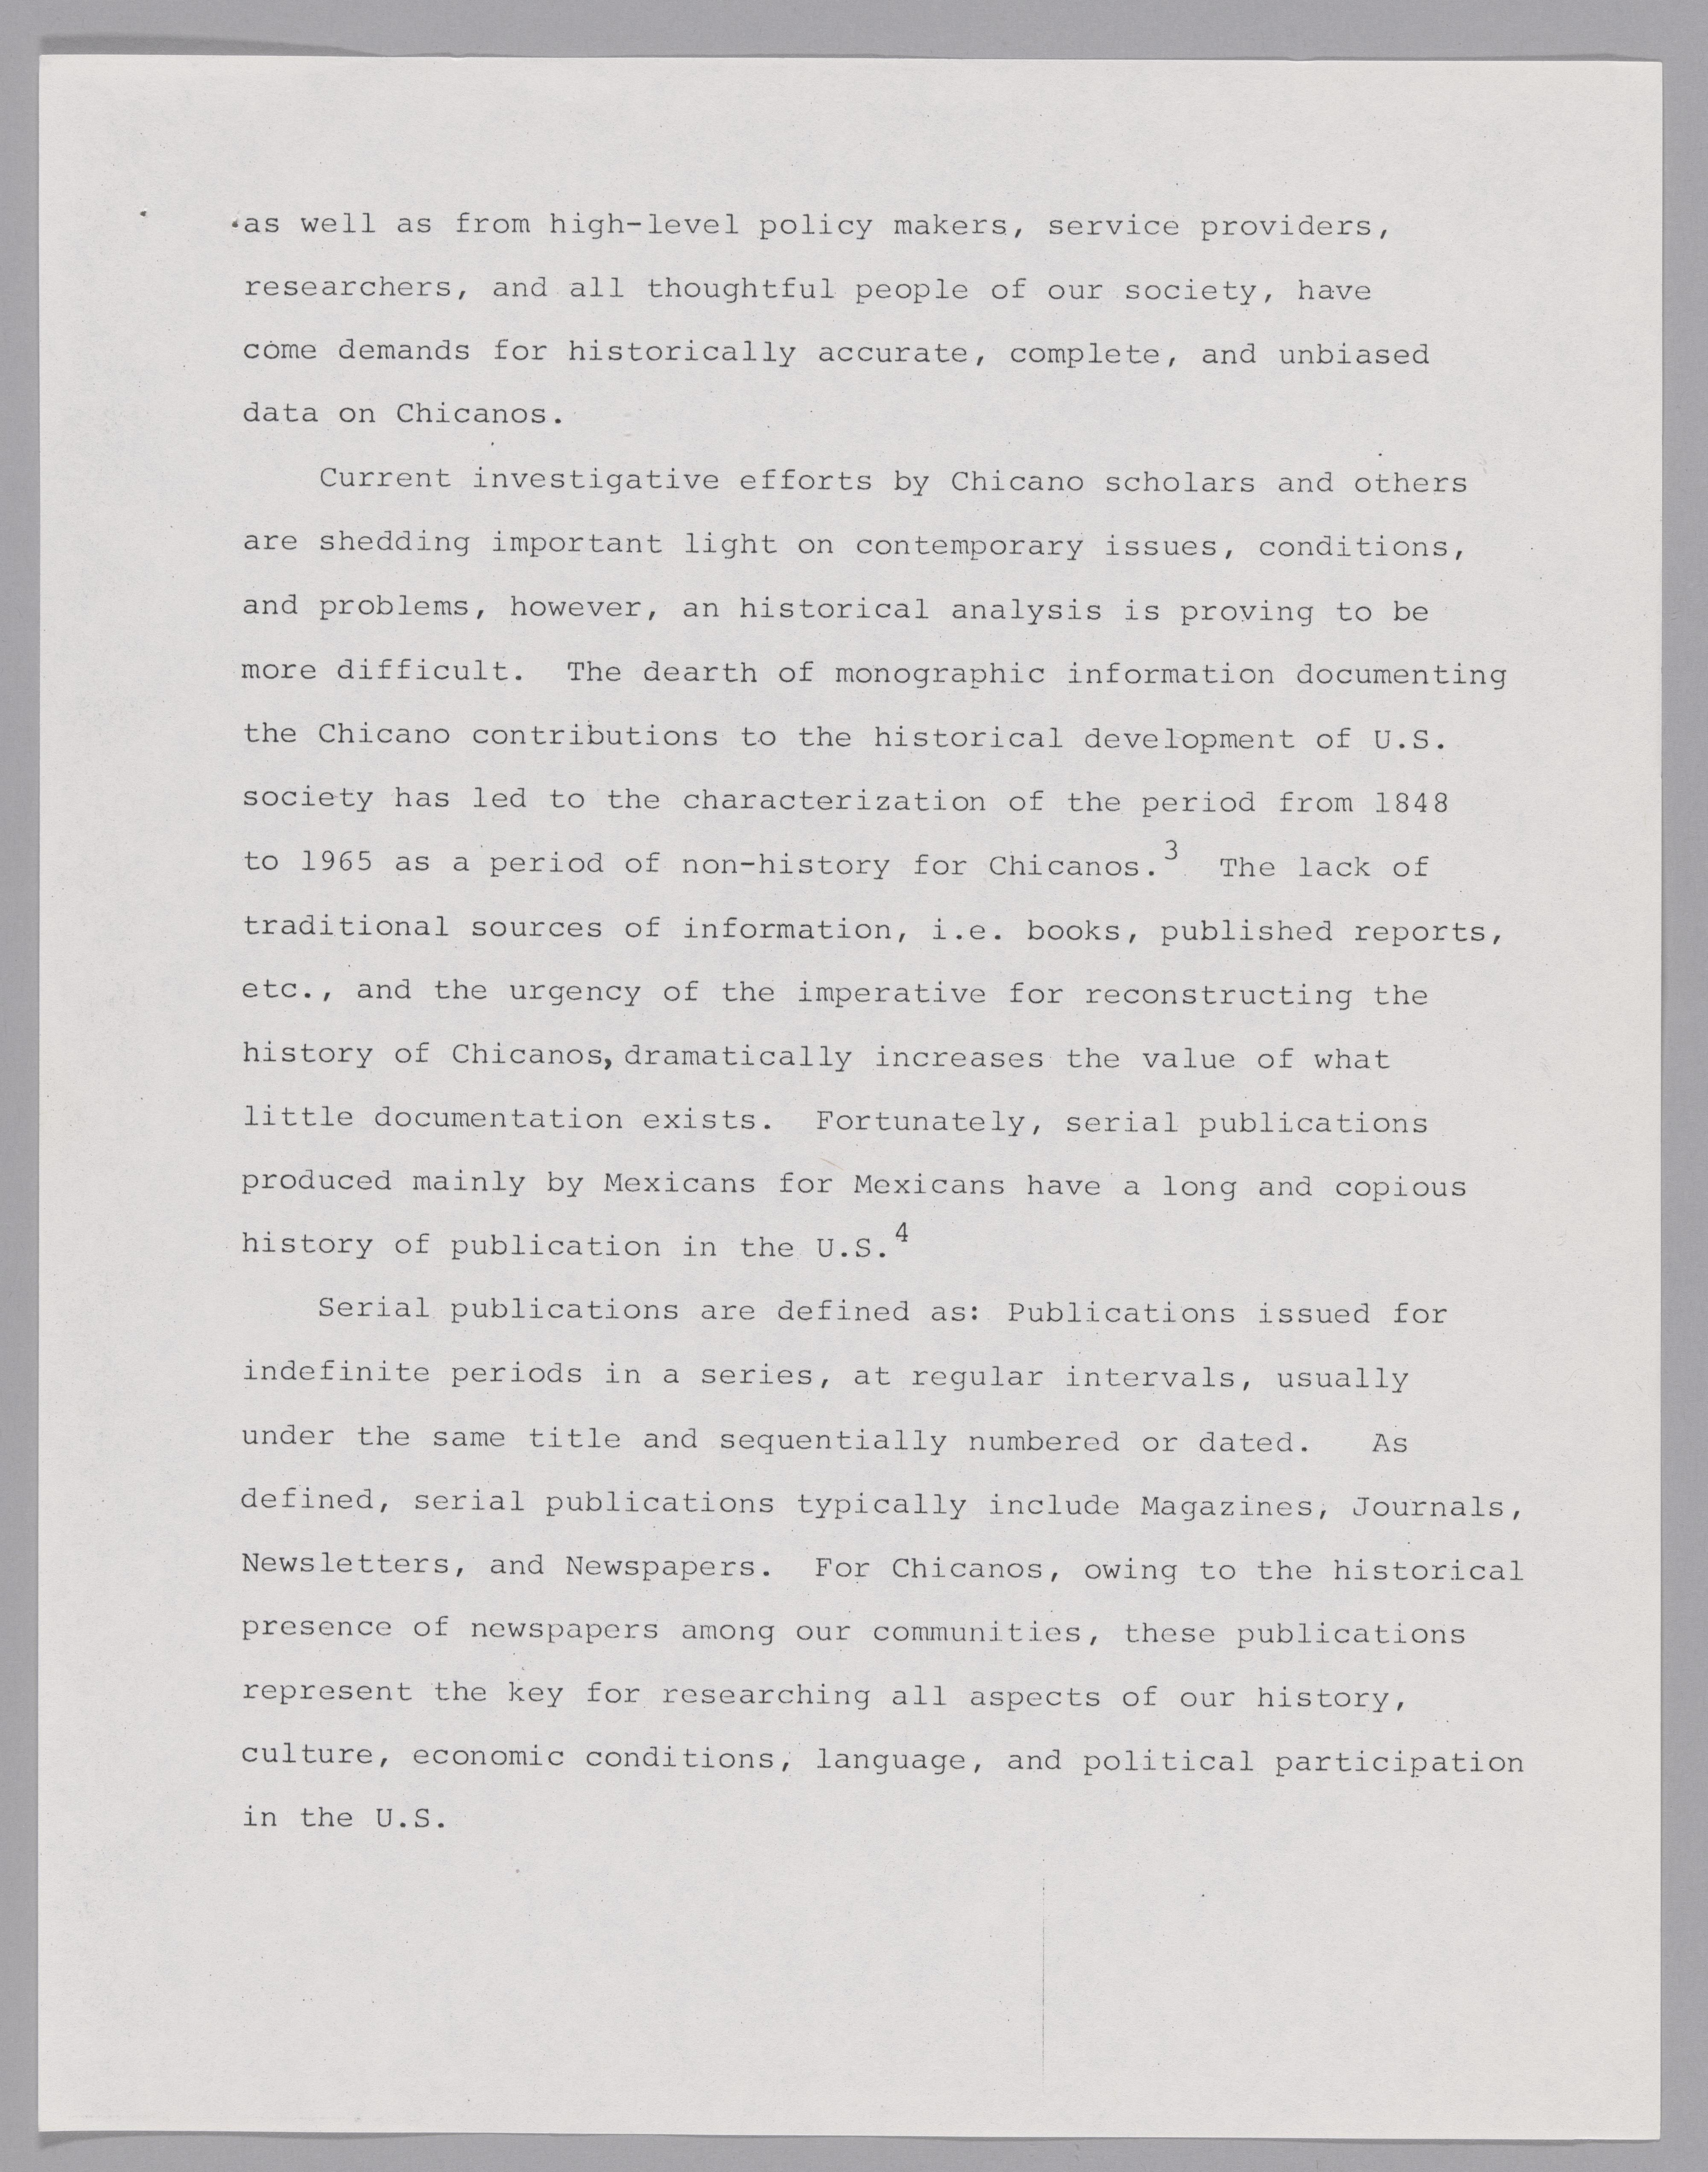 as well as from high-level policy makers, service providers,
researchers, and all thoughtful people of our society, have
come demands for historically accurate, complete, and unbiased
data on Chicanos.
Current investigative efforts by Chicano scholars and others
are shedding important light on contemporary issues, conditions,
and problems, however, an historical analysis is proving to be
more difficult.  The dearth of monographic information documenting
the Chicano contributions to the historical development of U.S.
society has led to the characterization of the period from 1848
to 1965 as a period of non-history for Chicanos.3  The lack of
traditional sources of information, i.e. books, published reports,
etc., and the urgency of the imperative for reconstructing the
history of Chicanos, dramatically increases the value of what
little documentation exists.  Fortunately, serial publications
produced mainly by Mexicans for Mexicans have a long and copious
history of publication in the U.S.4
Serial publications are defined as: Publications issued for
indefinite periods in a series, at regular intervals, usually
under the same title and sequentially numbered or dated.   As
defined, serial publications typically include Magazines, Journals,
Newsletters, and Newspapers.  For Chicanos, owing to the historical
presence of newspapers among our communities, these publications
represent the key for researching all aspects of our history,
culture, economic conditions, language, and political participation
in the U.S.